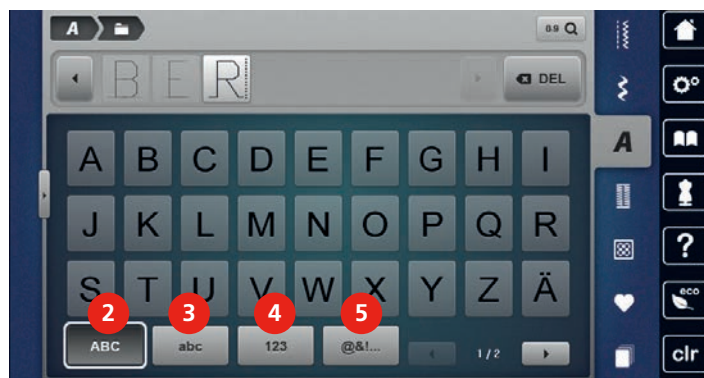 A
8.9
B E R
DEL
A
A B C D E F G H I
J K L M N O P Q R
?
S T U V W X Y Z Ä
eco
2 3 4 5
ABC abc 123 @&!... 1/2
clr